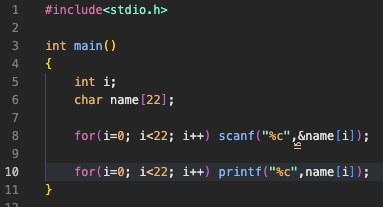 1 #include<stdio.h>
2
3 int main()
4 {
5     int i;
6     char name[22];
7
8     for(i=0; i<22; i++) scanf("%c",&name[i]);
9
10     for(i=0; i<22; i++) printf("%c",name[i]);
11 }